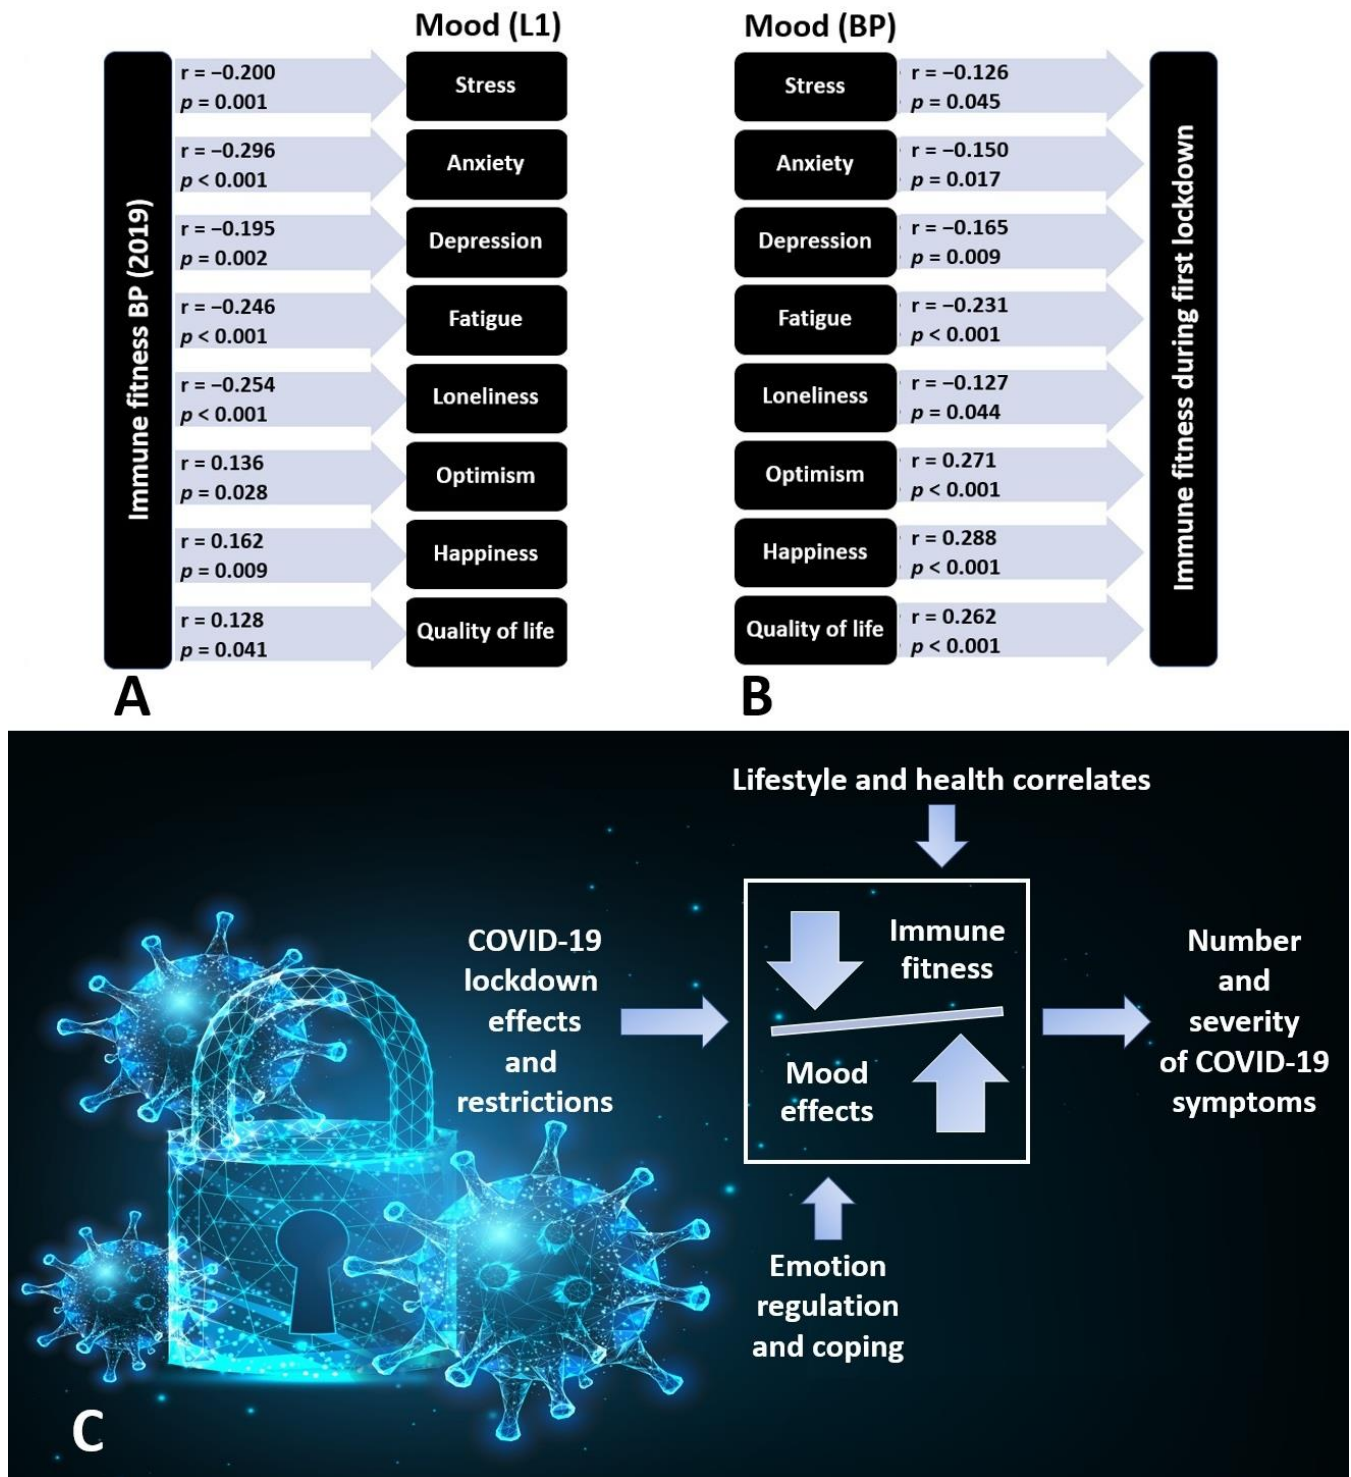 Mood (L1)
Immune fitness BP (2019)
r = −0.200
p = 0.001
Stress
r = −0.296
p < 0.001
Anxiety
r = −0.195
p = 0.002
Depression
r = −0.246
p < 0.001
Fatigue
r = −0.254
p < 0.001
Loneliness
r = 0.136
p = 0.028
Optimism
r = 0.162
p = 0.009
Happiness
r = 0.128
p = 0.041
Quality of life
A
Mood (BP)
Stress
r = −0.126
p = 0.045
Anxiety
r = −0.150
p = 0.017
Depression
r = −0.165
p = 0.009
Fatigue
r = −0.231
p < 0.001
Loneliness
r = −0.127
p = 0.044
Optimism
r = 0.271
p < 0.001
Happiness
r = 0.288
p < 0.001
Quality of life
r = 0.262
p < 0.001
Immune fitness during first lockdown
B
Lifestyle and health correlates
COVID-19
lockdown
effects
and
restrictions
Immune
fitness
Mood
effects
Number
and
severity
of COVID-19
symptoms
Emotion
regulation
and coping
C